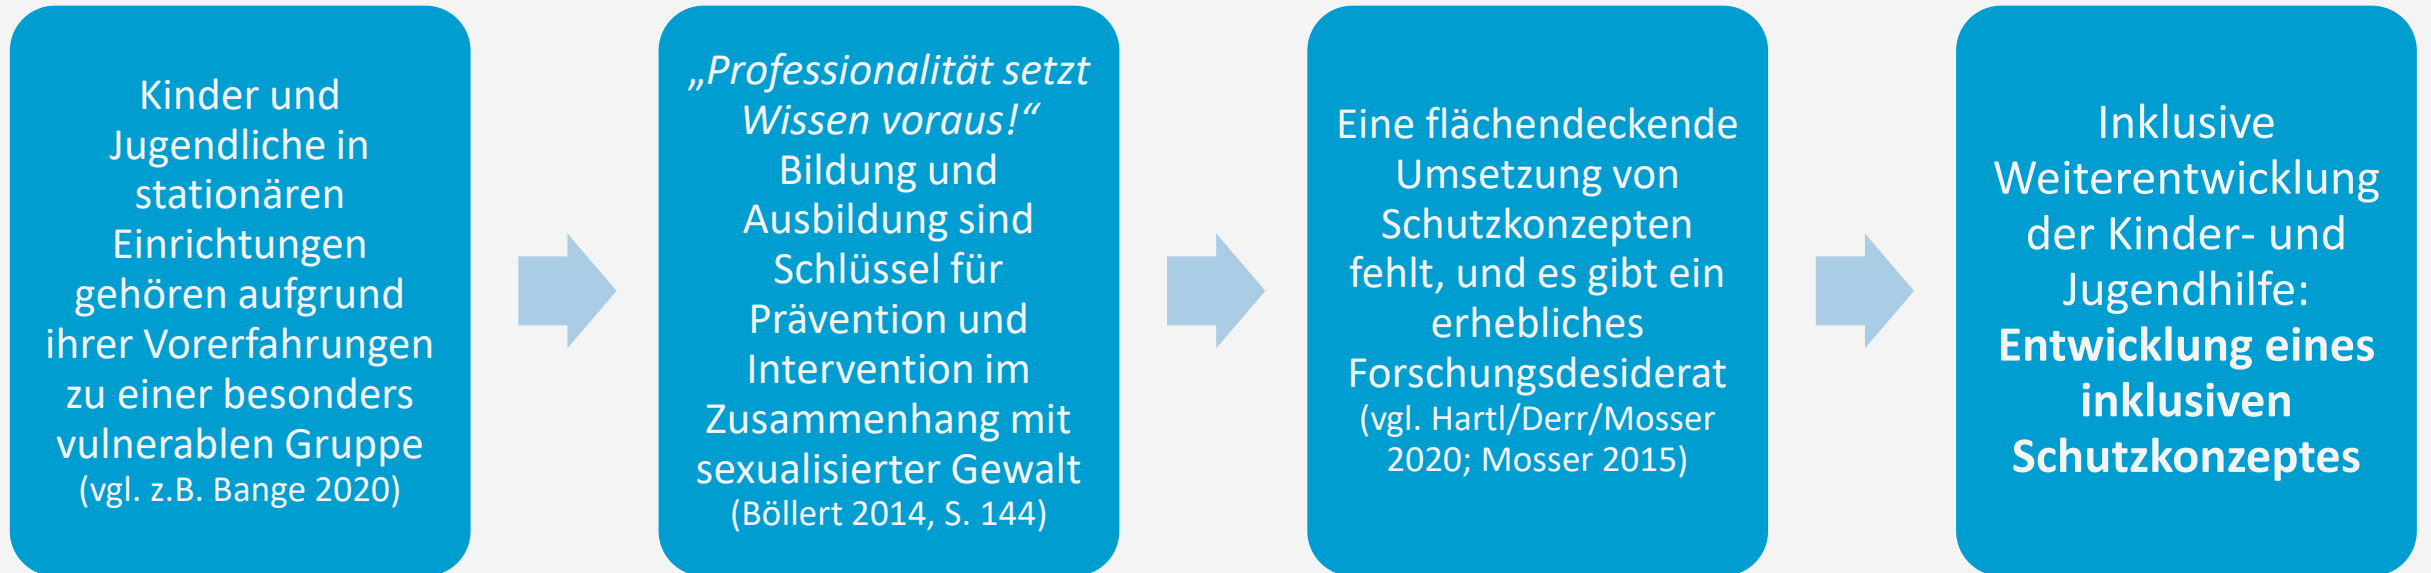 Kinder und
Jugendliche in
stationären
Einrichtungen
gehören aufgrund
ihrer Vorerfahrungen
zu einer besonders
vulnerablen Gruppe
(vgl. z.B. Bange 2020)
„Professionalität setzt
Wissen voraus!“
Bildung und
Ausbildung sind
Schlüssel für
Prävention und
Intervention im
Zusammenhang mit
sexualisierter Gewalt
(Böllert 2014, S. 144)
Eine flächendeckende
Umsetzung von
Schutzkonzepten
fehlt, und es gibt ein
erhebliches
Forschungsdesiderat
(vgl. Hartl/Derr/Mosser
2020; Mosser 2015)
Inklusive
Weiterentwicklung
der Kinder- und
Jugendhilfe:
Entwicklung eines
inklusiven
Schutzkonzeptes